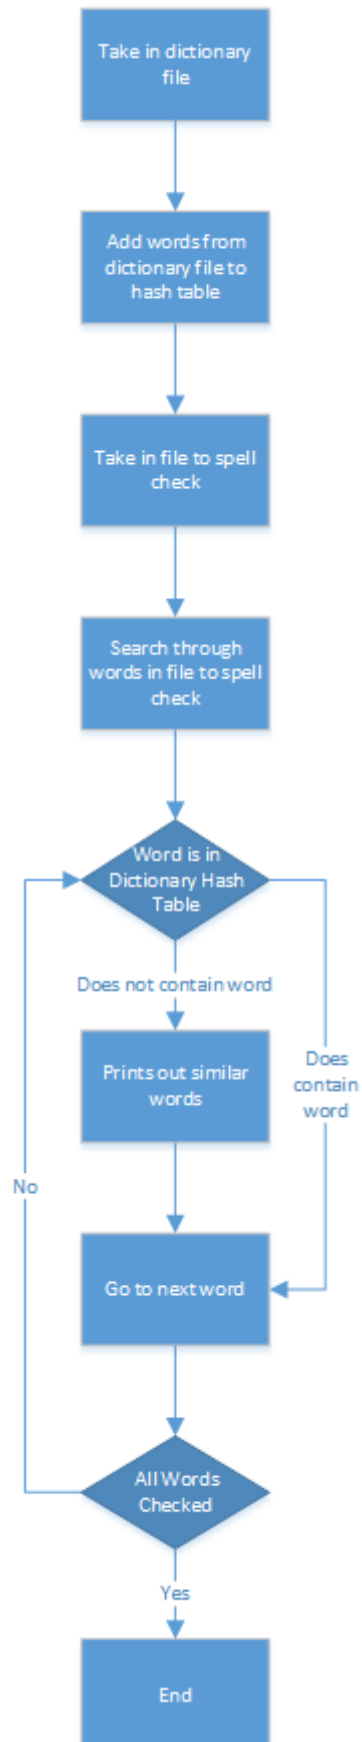 Take in dictionary
file
Add words from
dictionary file to
hash table
Take in file to spell
check
Search through
words in file to spell
check
Word is in
Dictionary Hash
Table
Does not contain word
Prints out similar
words
Does
contain
word
No
Go to next word
All Words
Checked
Yes
End